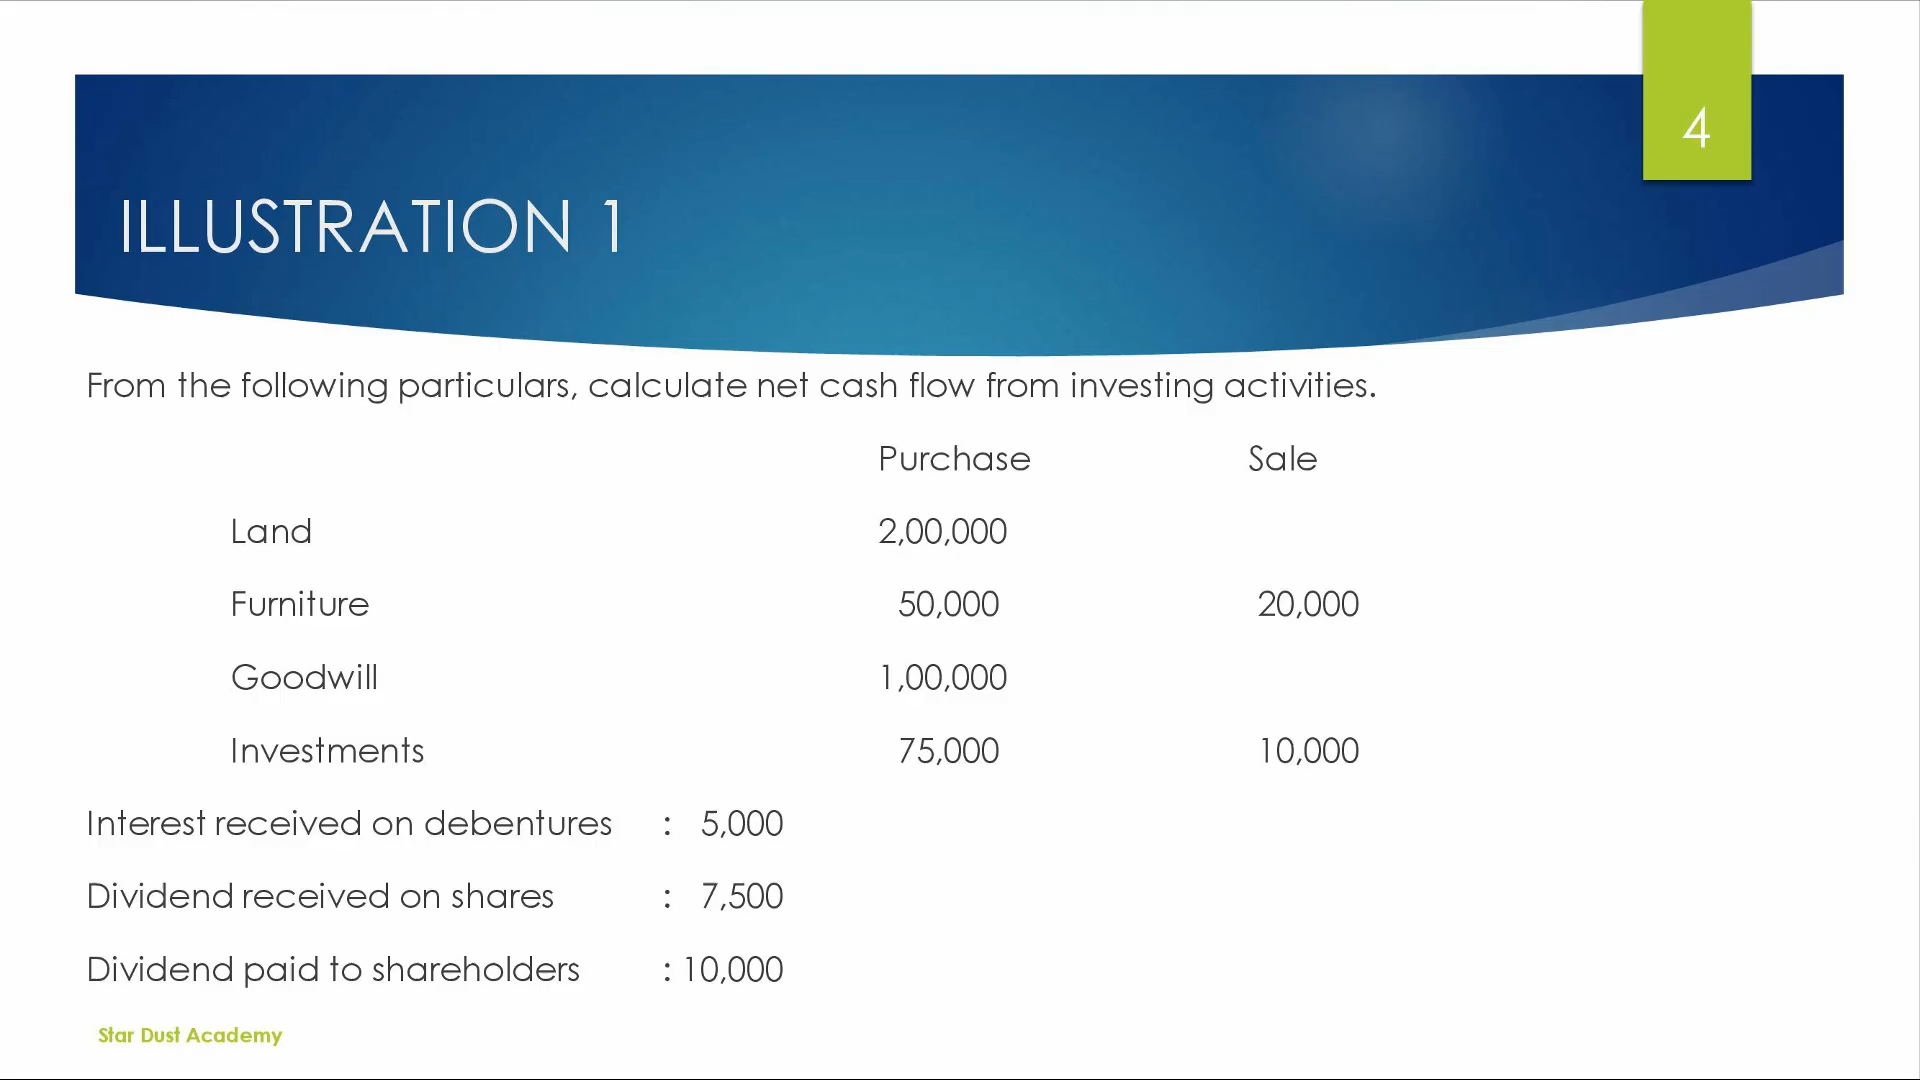 4
ILLUSTRATION 1
From the following particulars, calculate net cash flow from investing activities.
Purchase Sale
Land 2,00,000
Furniture 50,000 20,000
Goodwill 1,00,000
Investments 75,000 10,000
Interest received on debentures : 5,000
Dividend received on shares : 7,500
Dividend paid to shareholders : 10,000
Star Dust Academy